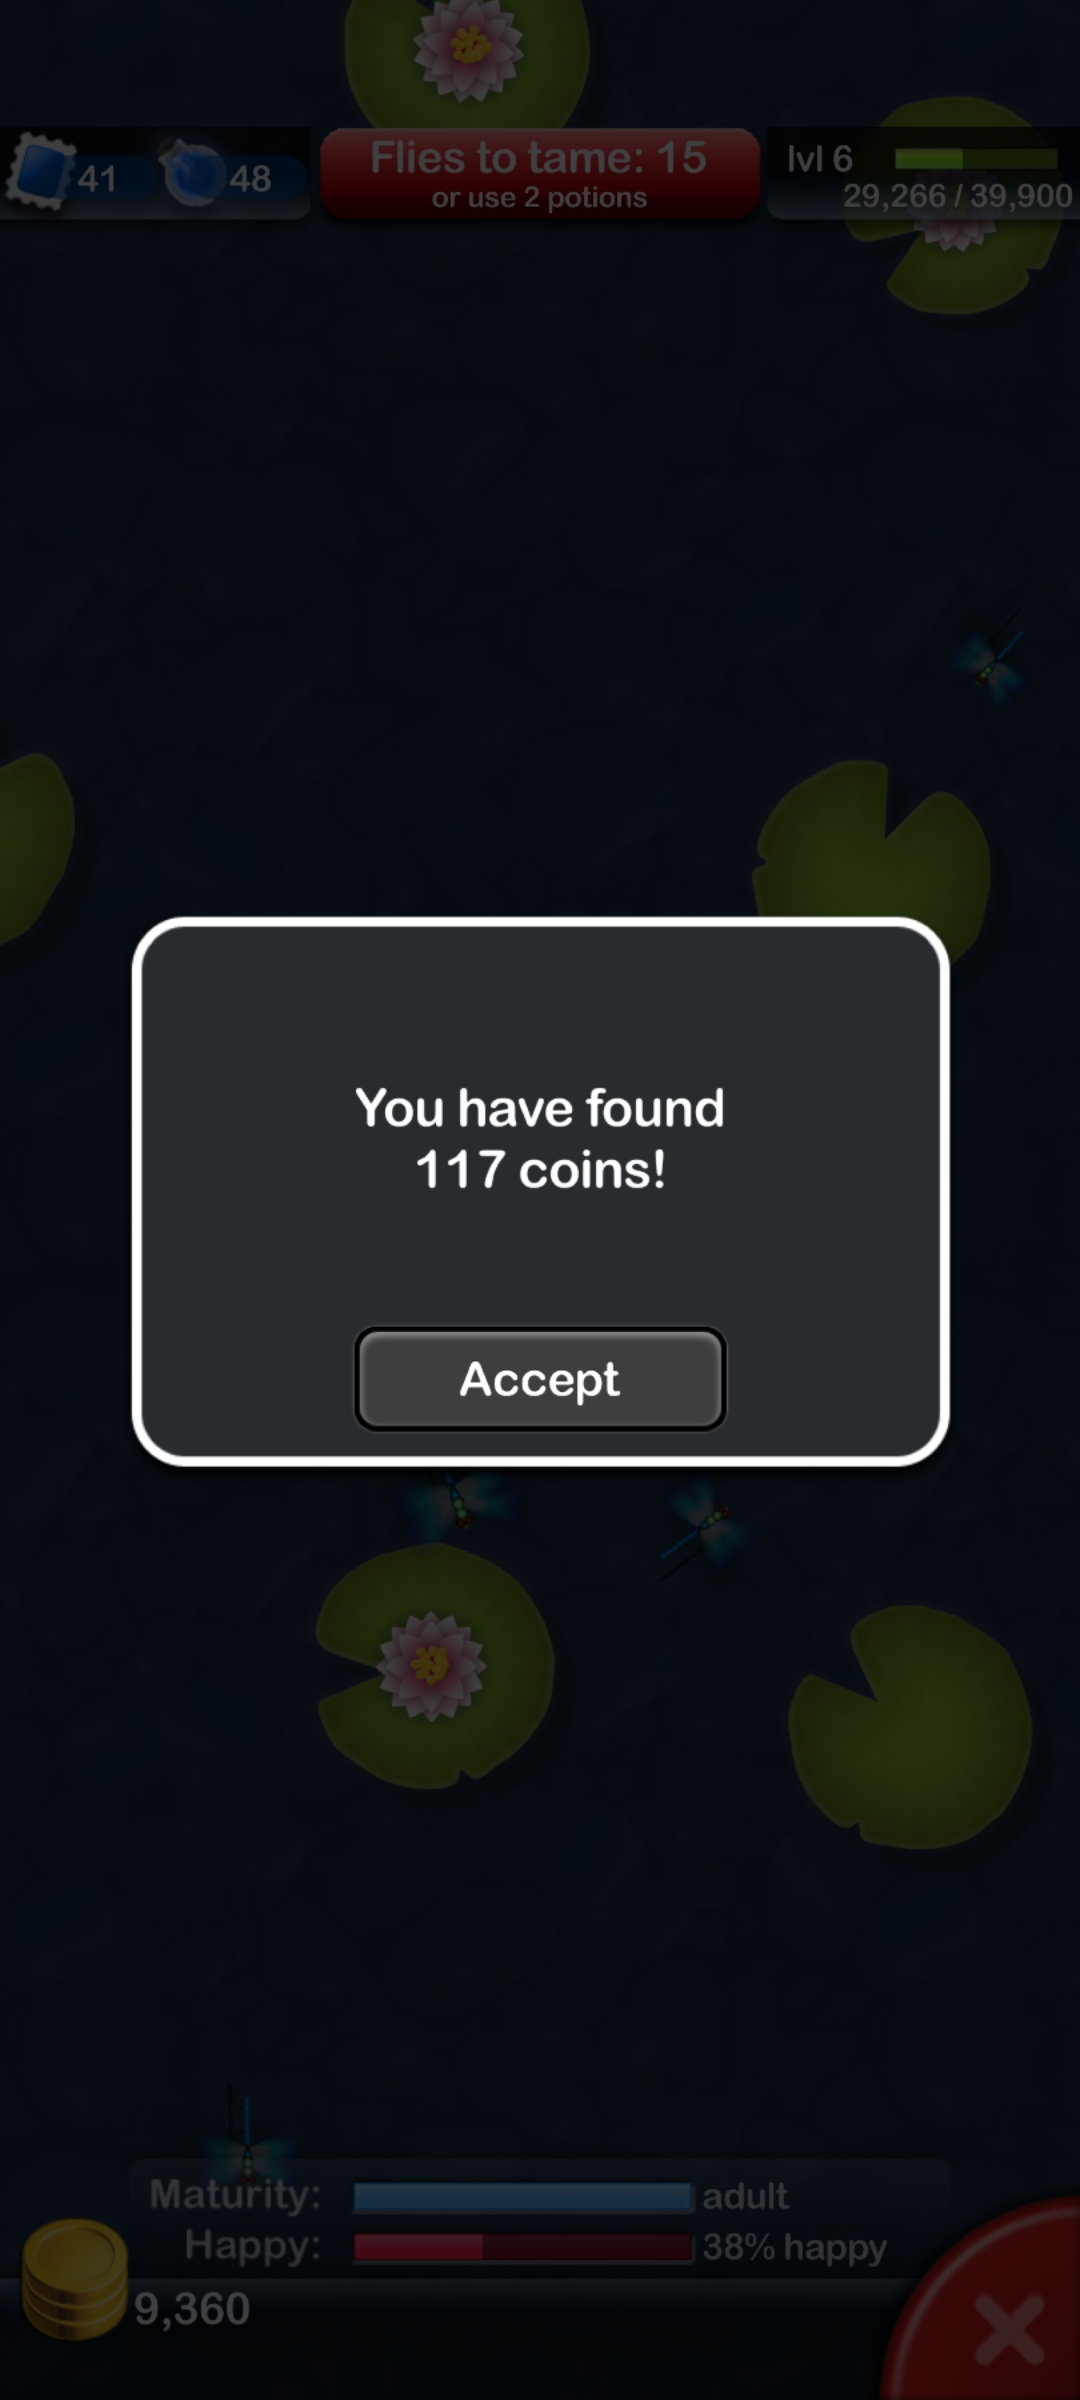 41
48
Flies to tame: 15
or use 2 potions
lvl 6
29,266 / 39,900
You have found
117 coins!
Accept
Maturity:
adult
Happy:
38% happy
9,360